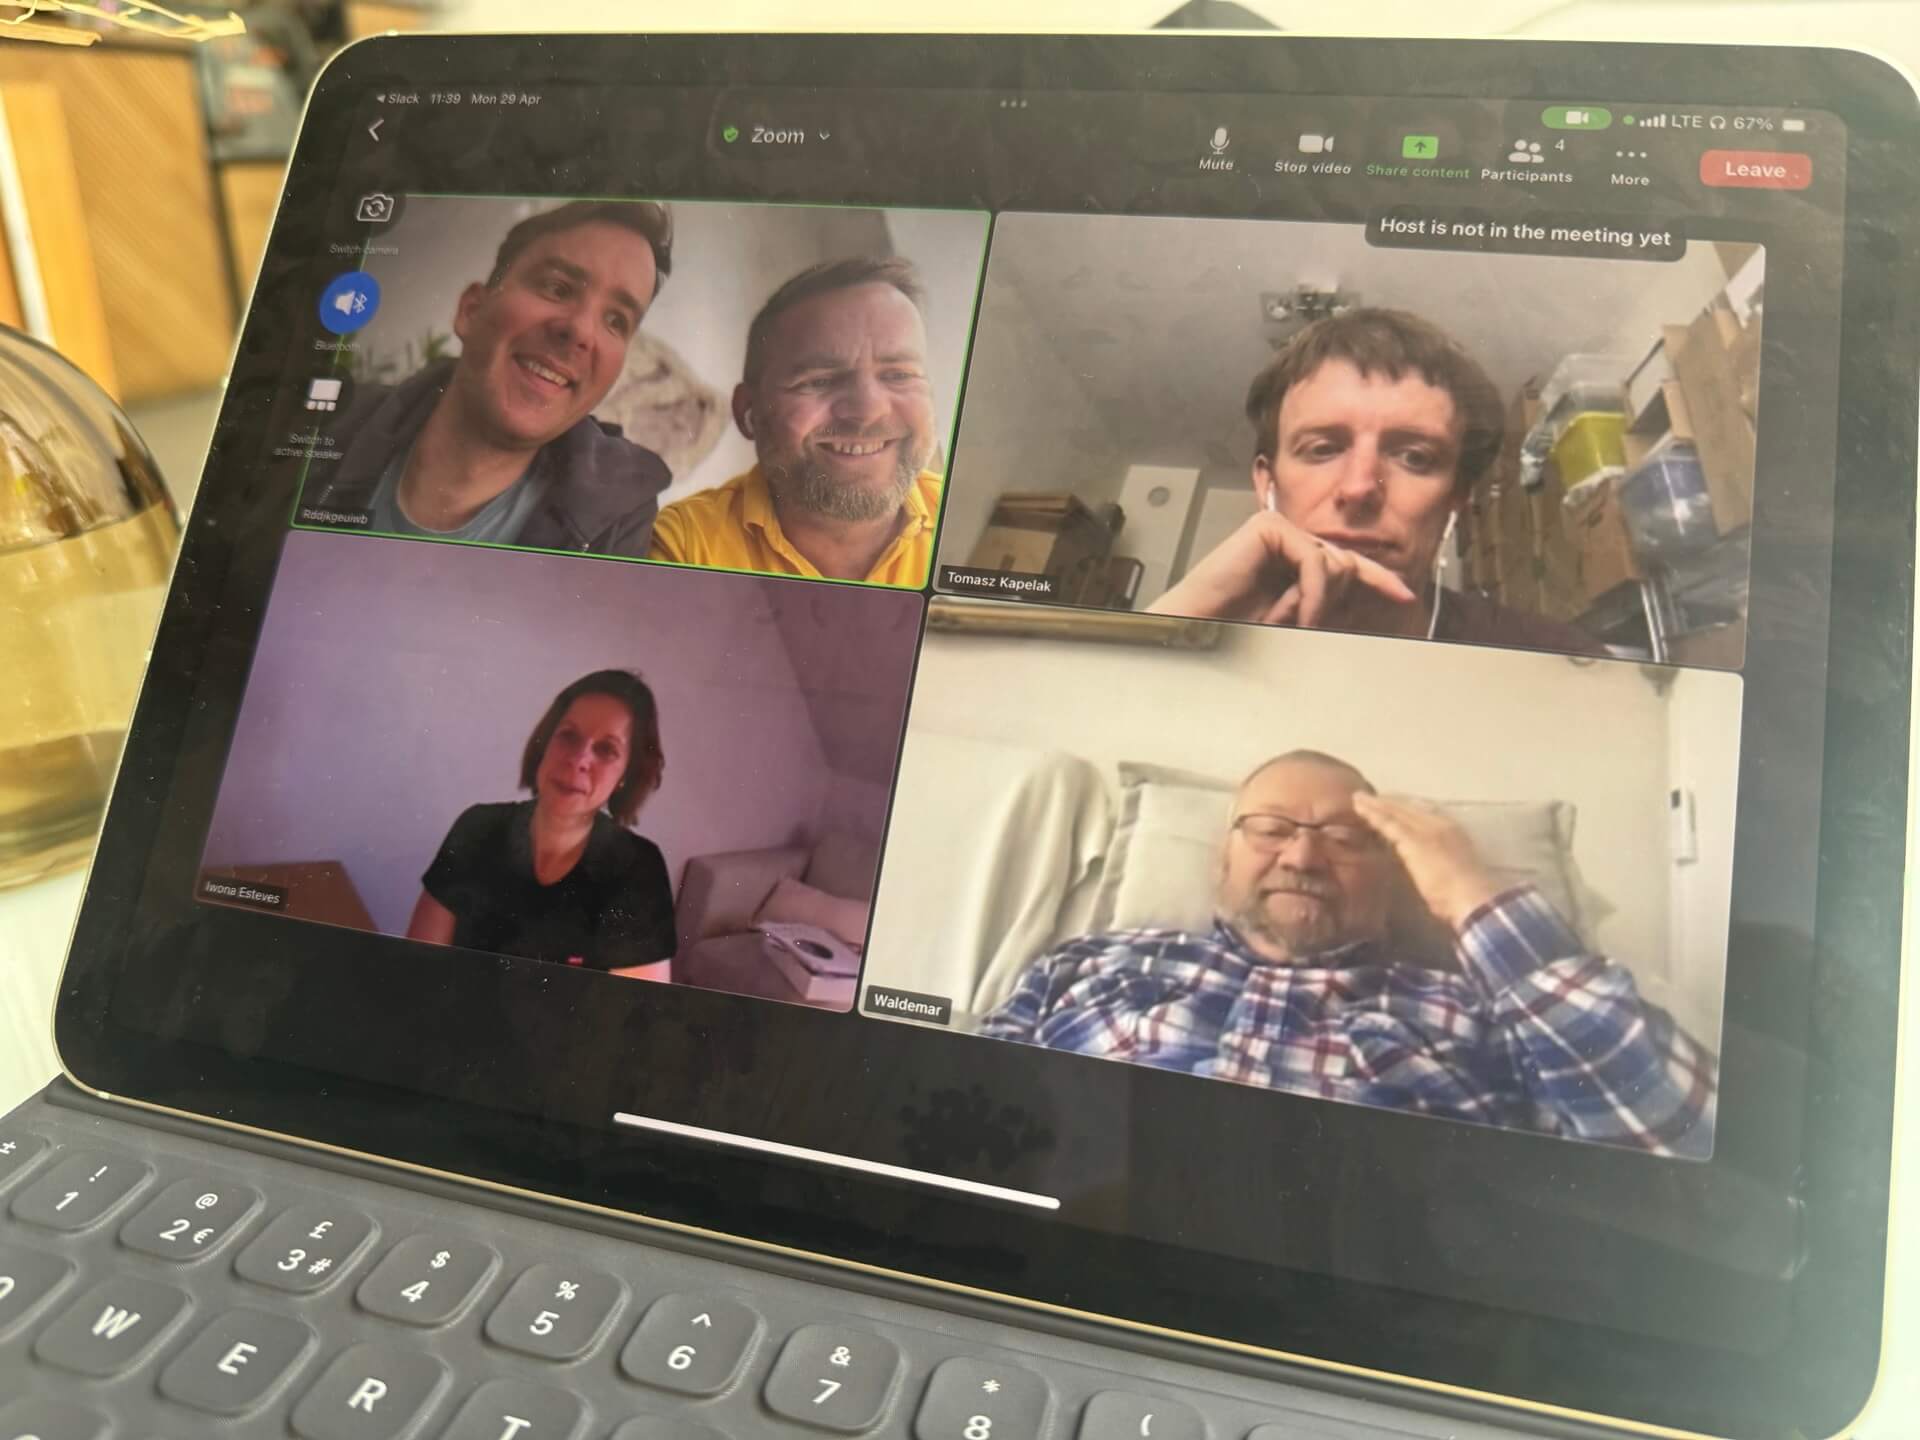 Slack 11:39 Mon 29 Apr
LTE 67%
Zoom
Mute
Stop video
Share content
Participants 4
More
Leave
Host is not in the meeting yet
Switch camera
Bluetooth
Switch to
active speaker
Rddjkgeuiwb
Tomasz Kapelak
Iwona Esteves
Waldemar
± ! @ £ $ % ^ & * (
1 2 € 3 # 4 5 6 7 8
W E R T